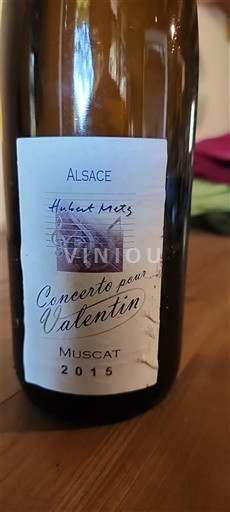 ALSACE
Hubert Metz
VINIOU
Concerto pour
Valentin
MUSCAT
2015